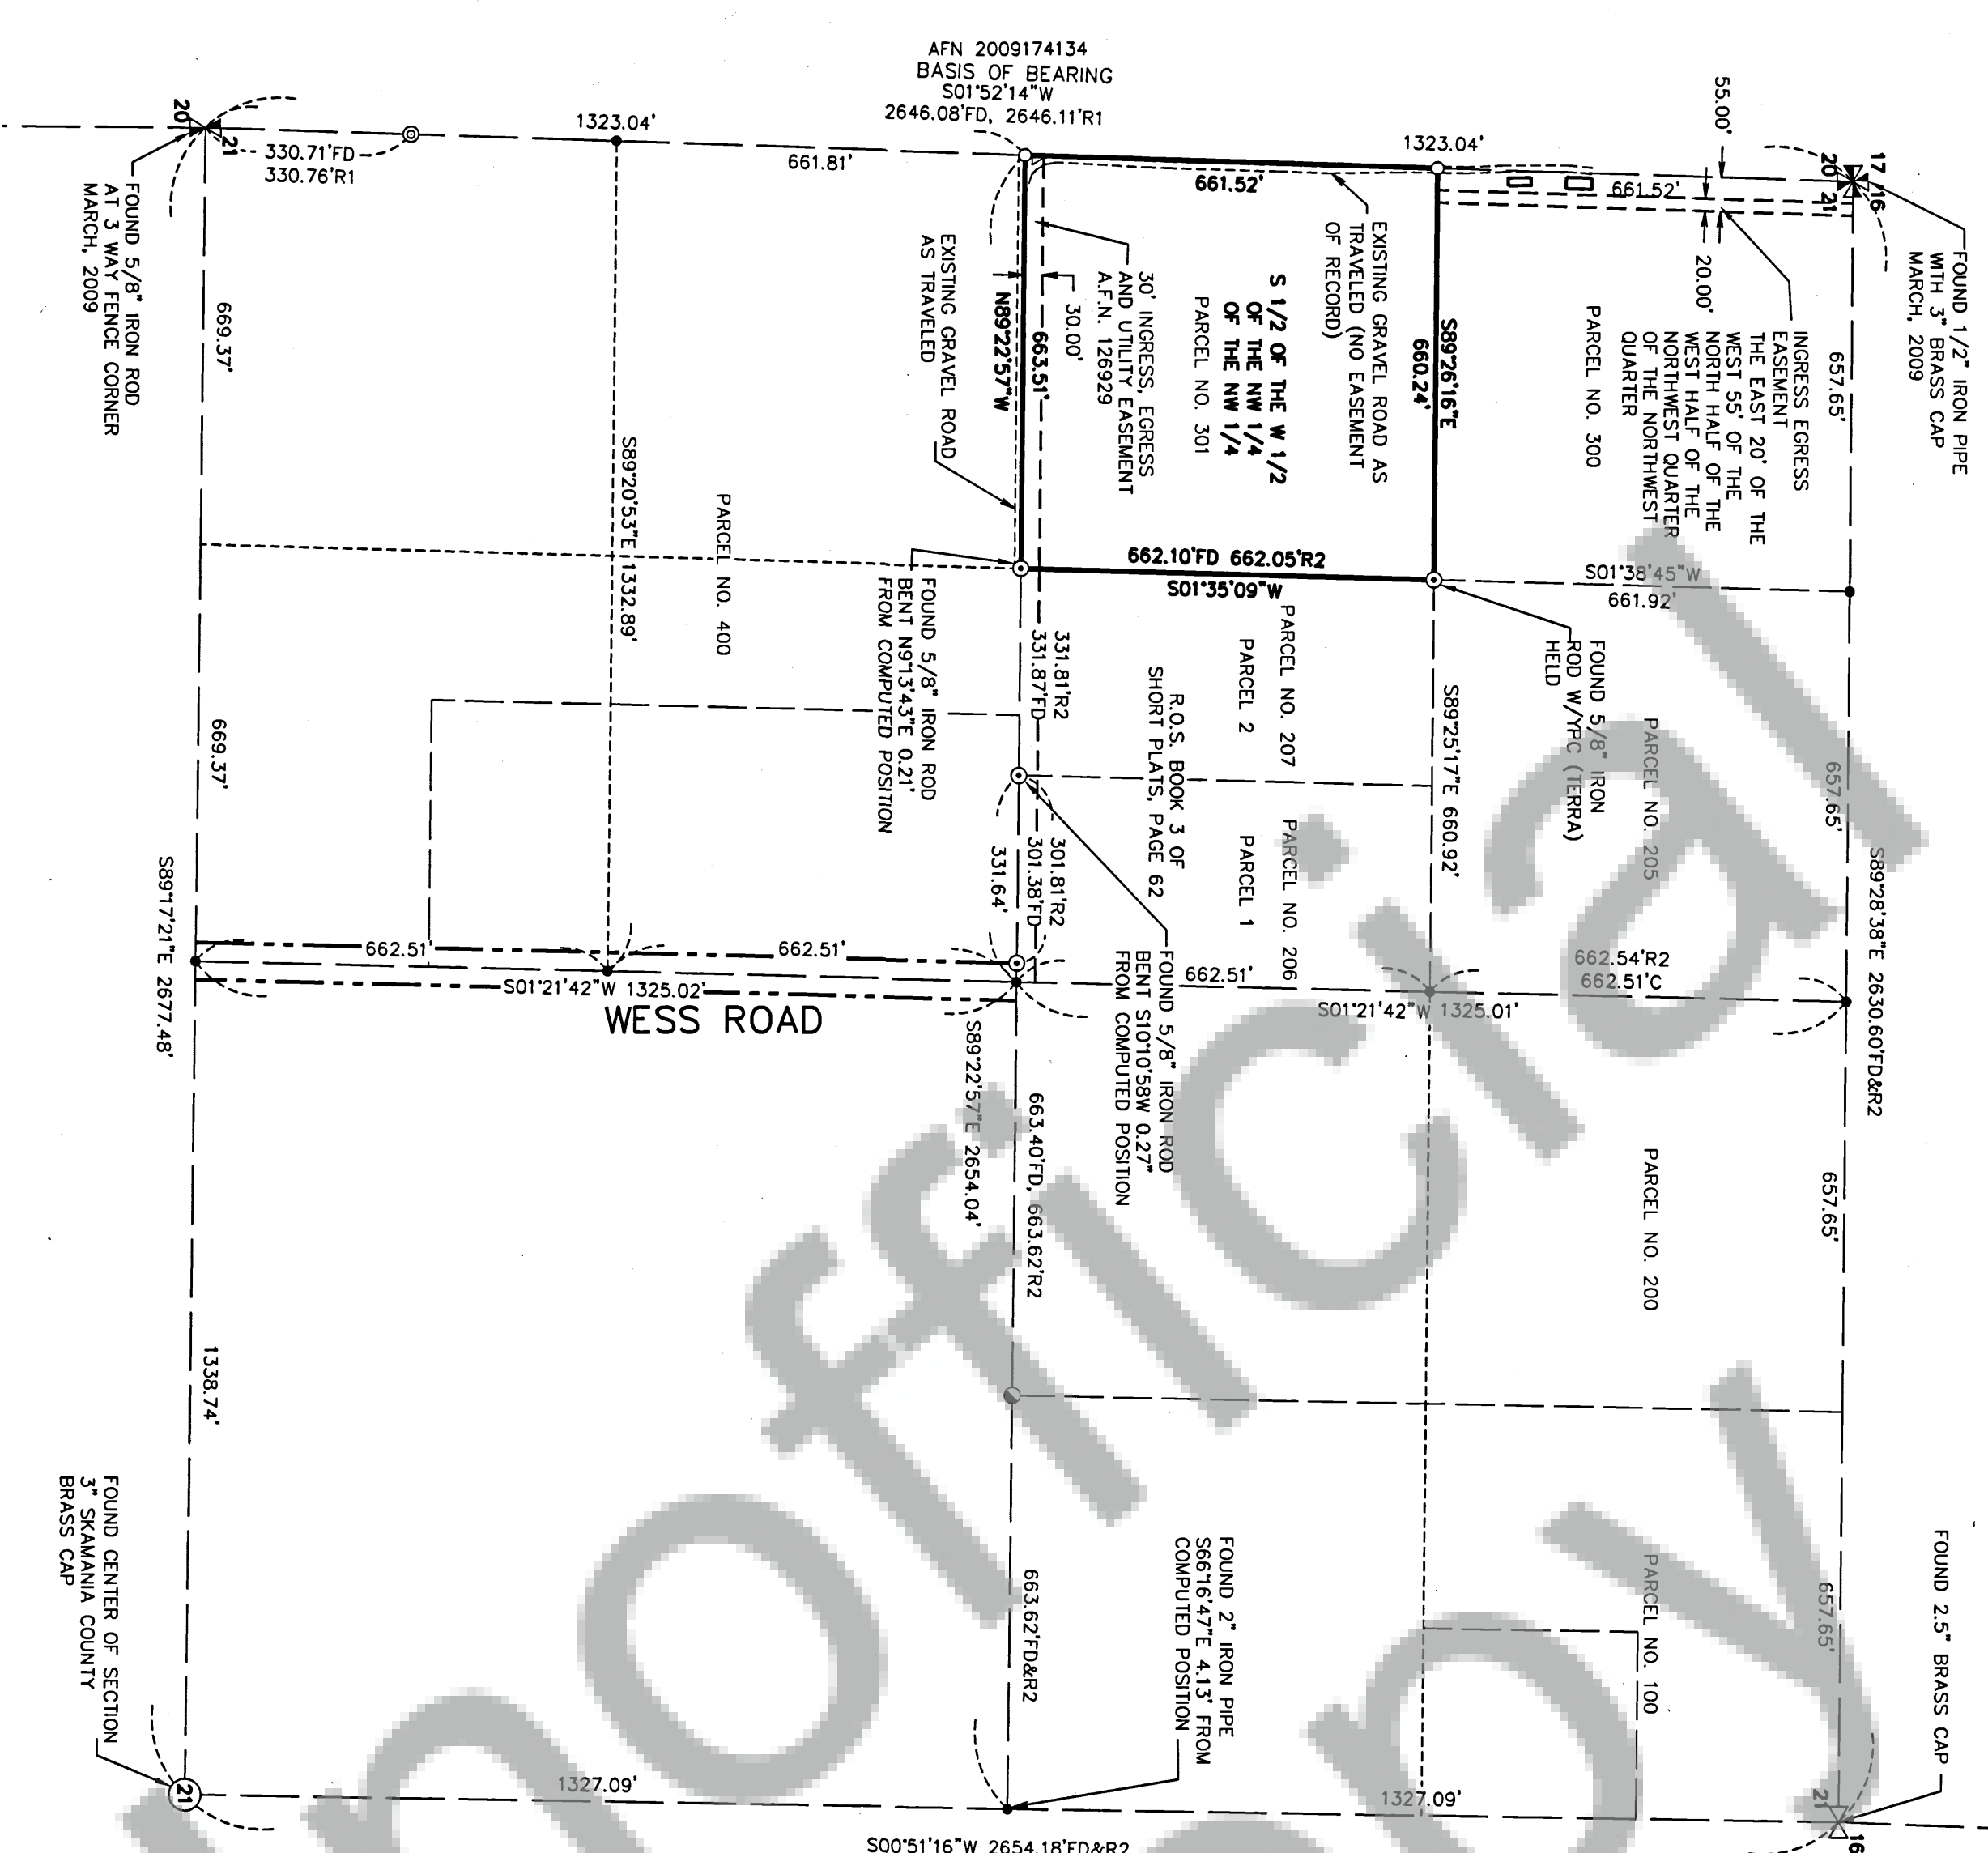 AFN 2009174134
BASIS OF BEARING
S01°52'14"W
2646.08'FD, 2646.11'R1
1323.04'
661.81'
330.71'FD
330.76'R1
20
21
FOUND 5/8" IRON ROD
AT 3 WAY FENCE CORNER
MARCH, 2009
1323.04'
661.52'
661.52'
55.00'
20.00'
17
16
20
21
FOUND 1/2" IRON PIPE
WITH 3" BRASS CAP
MARCH, 2009
INGRESS EGRESS
EASEMENT
THE EAST 20' OF THE
WEST 55' OF THE
NORTH HALF OF THE
WEST HALF OF THE
NORTHWEST QUARTER
OF THE NORTHWEST
QUARTER
PARCEL NO. 300
657.65'
EXISTING GRAVEL ROAD AS
TRAVELED (NO EASEMENT
OF RECORD)
S 1/2 OF THE W 1/2
OF THE NW 1/4
OF THE NW 1/4
PARCEL NO. 301
30' INGRESS, EGRESS
AND UTILITY EASEMENT
A.F.N. 126929
30.00'
663.51'
N89°22'57"W
EXISTING GRAVEL ROAD
AS TRAVELED
S89°26'16"E
660.24'
662.10'FD 662.05'R2
S01°35'09"W
S01°38'45"W
661.92'
669.37'
S89°20'53"E 1332.89'
PARCEL NO. 400
FOUND 5/8" IRON ROD
BENT N9°13'43"E 0.21'
FROM COMPUTED POSITION
331.81'R2
331.87'FD
PARCEL NO. 207
PARCEL 2
R.O.S. BOOK 3 OF
SHORT PLATS, PAGE 62
FOUND 5/8" IRON
ROD W/YPC (TERRA)
HELD
S89°25'17"E 660.92'
PARCEL NO. 205
657.65'
S89°28'38"E 2630.60'FD&R2
301.81'R2
301.38'FD
331.64'
PARCEL NO. 206
PARCEL 1
669.37'
S89°17'21"E 2677.48'
662.51'
662.51'
S01°21'42"W 1325.02'
WESS ROAD
662.51'
662.54'R2
662.51'C
S01°21'42"W 1325.01'
FOUND 5/8" IRON ROD
BENT S10°10'58W 0.27"
FROM COMPUTED POSITION
S89°22'57"E 2654.04'
663.40'FD, 663.62'R2
PARCEL NO. 200
657.65'
1338.74'
663.62'FD&R2
FOUND 2" IRON PIPE
S66°16'47"E 4.13' FROM
COMPUTED POSITION
PARCEL NO. 100
657.65'
FOUND 2.5" BRASS CAP
FOUND CENTER OF SECTION
3" SKAMANIA COUNTY
BRASS CAP
21
1327.09'
1327.09'
21
16
S00°51'16"W 2654.18'FD&R2